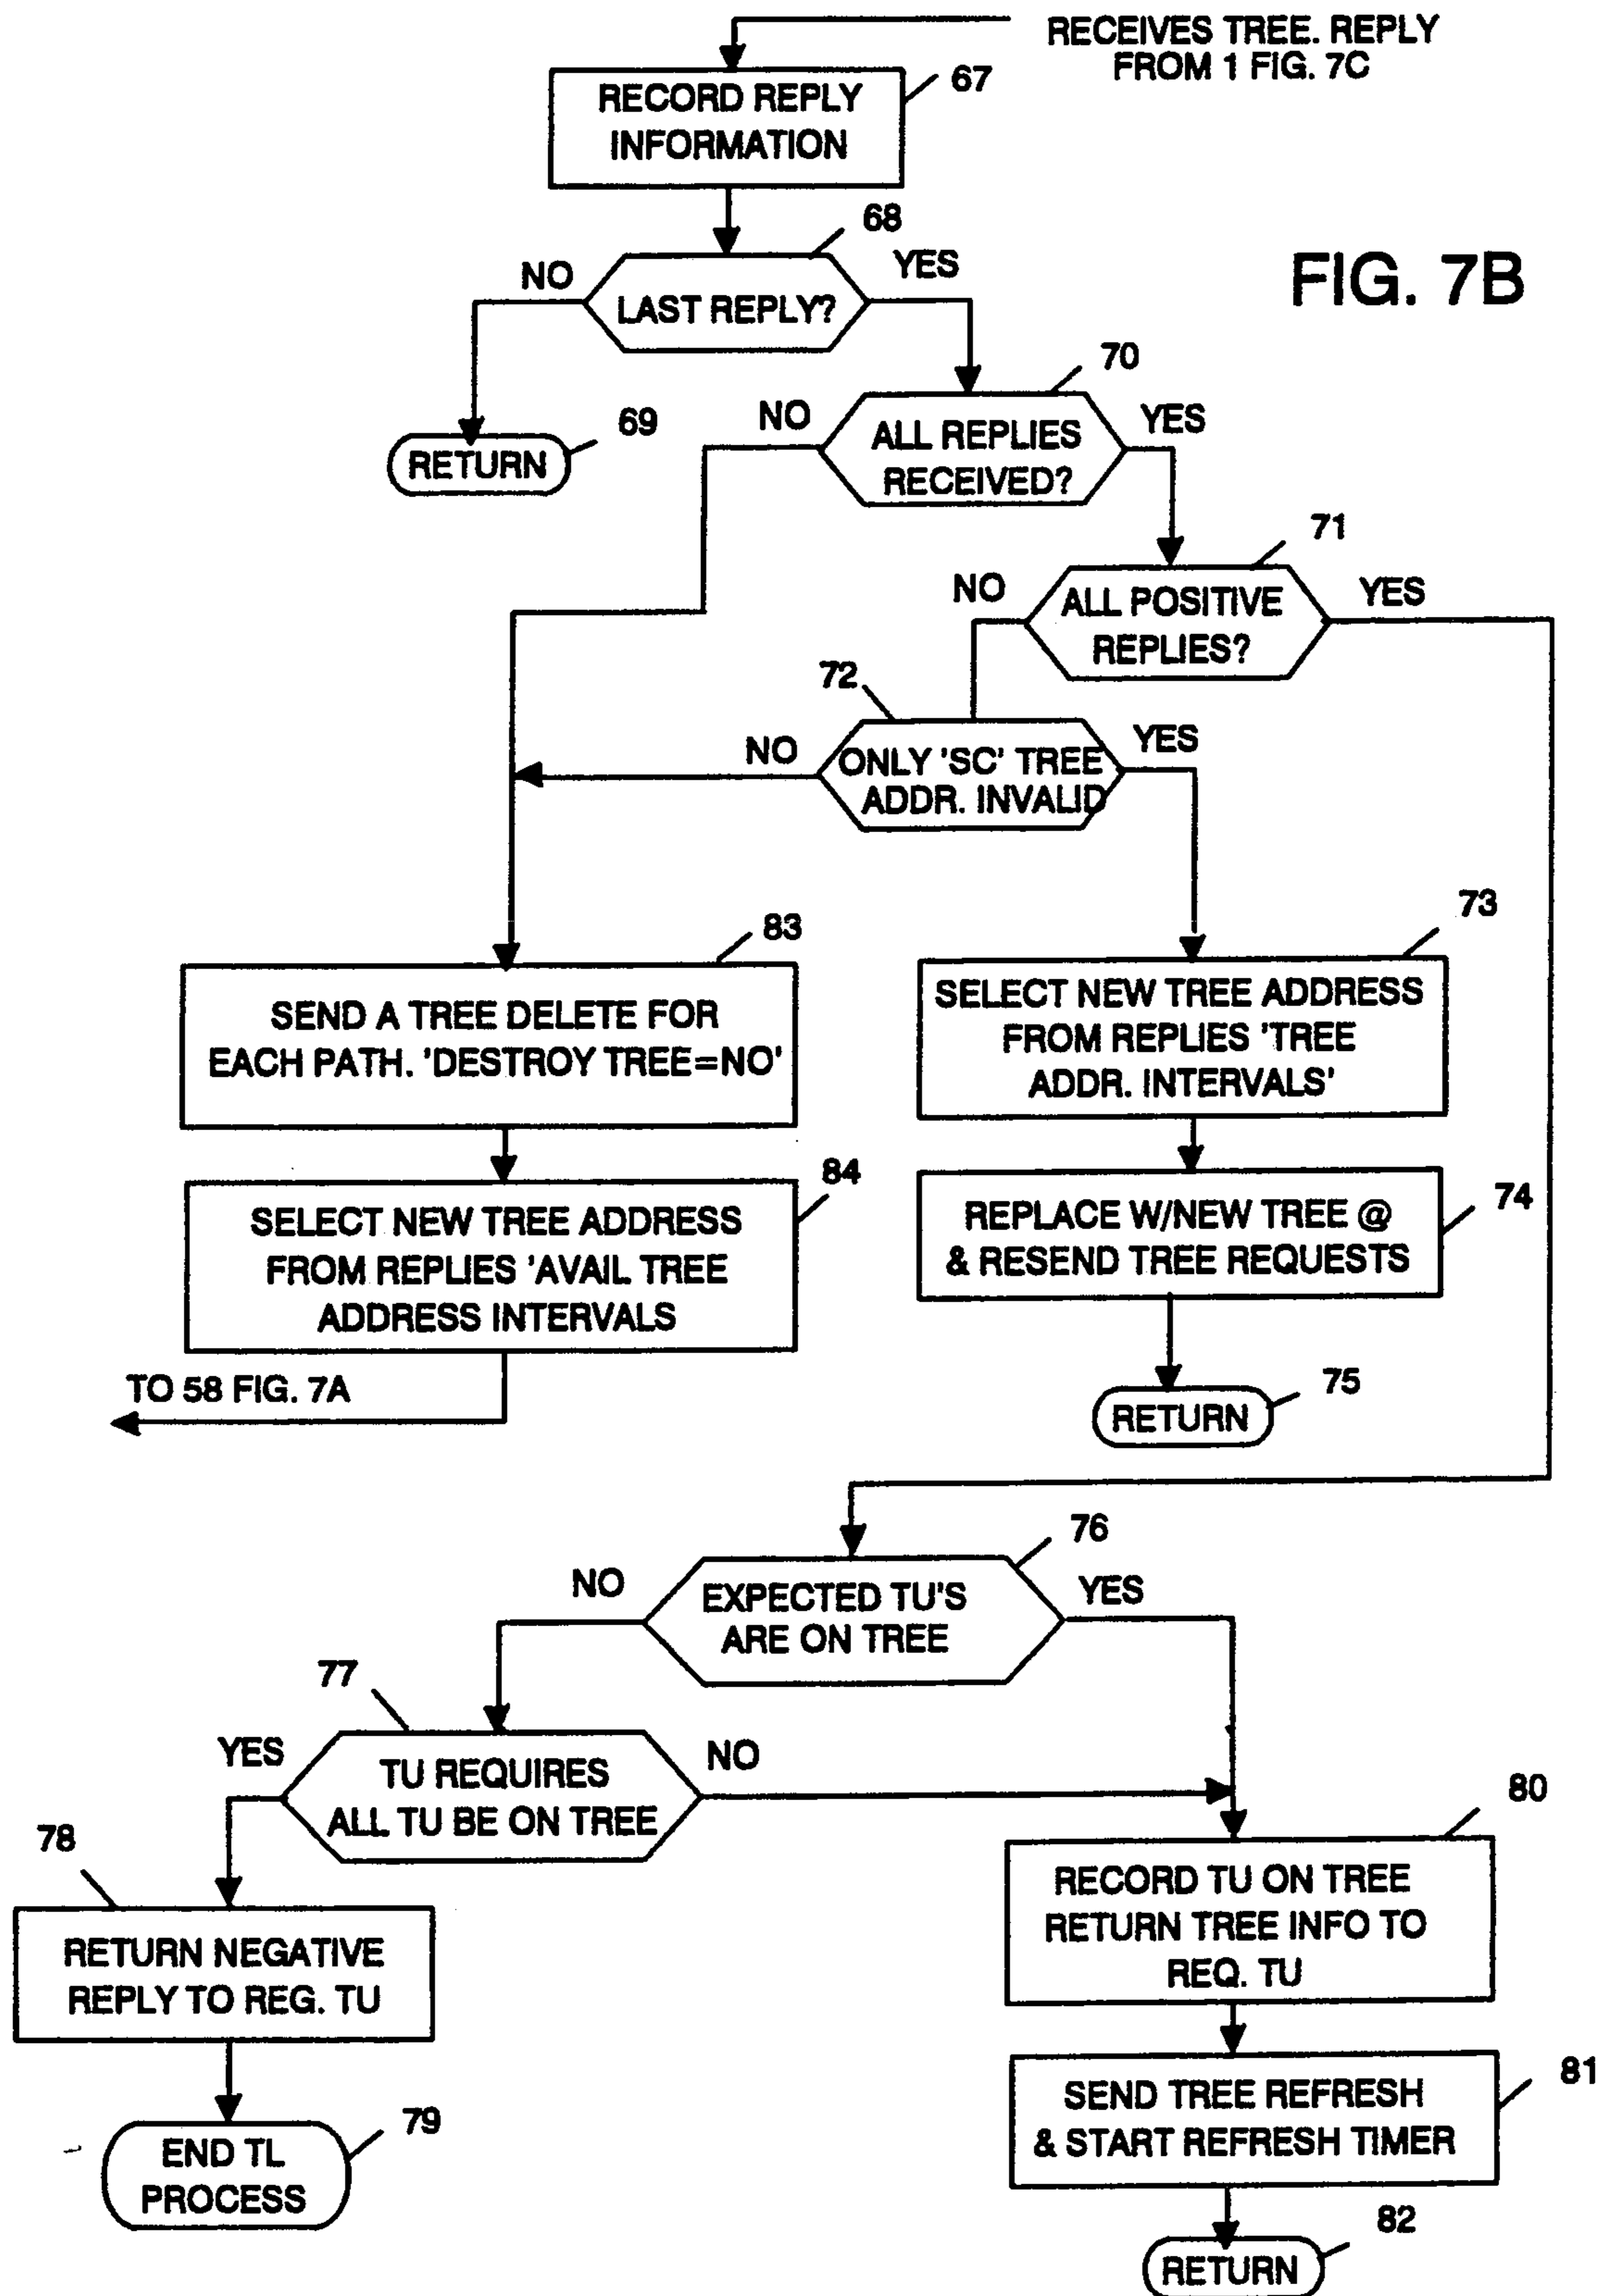 RECEIVES TREE. REPLY
FROM 1 FIG. 7C
RECORD REPLY
INFORMATION
67
68
FIG. 7B
NO
YES
LAST REPLY?
70
69
RETURN
NO
YES
ALL REPLIES
RECEIVED?
71
NO
YES
ALL POSITIVE
REPLIES?
72
NO
YES
ONLY 'SC' TREE
ADDR. INVALID
83
73
SEND A TREE DELETE FOR
EACH PATH. 'DESTROY TREE=NO'
SELECT NEW TREE ADDRESS
FROM REPLIES 'TREE
ADDR. INTERVALS'
84
74
SELECT NEW TREE ADDRESS
FROM REPLIES 'AVAIL TREE
ADDRESS INTERVALS
REPLACE W/NEW TREE @
& RESEND TREE REQUESTS
TO 58 FIG. 7A
75
RETURN
76
NO
YES
EXPECTED TU'S
ARE ON TREE
77
YES
NO
TU REQUIRES
ALL TU BE ON TREE
78
80
RETURN NEGATIVE
REPLY TO REG. TU
RECORD TU ON TREE
RETURN TREE INFO TO
REQ. TU
79
81
END TL
PROCESS
SEND TREE REFRESH
& START REFRESH TIMER
82
RETURN